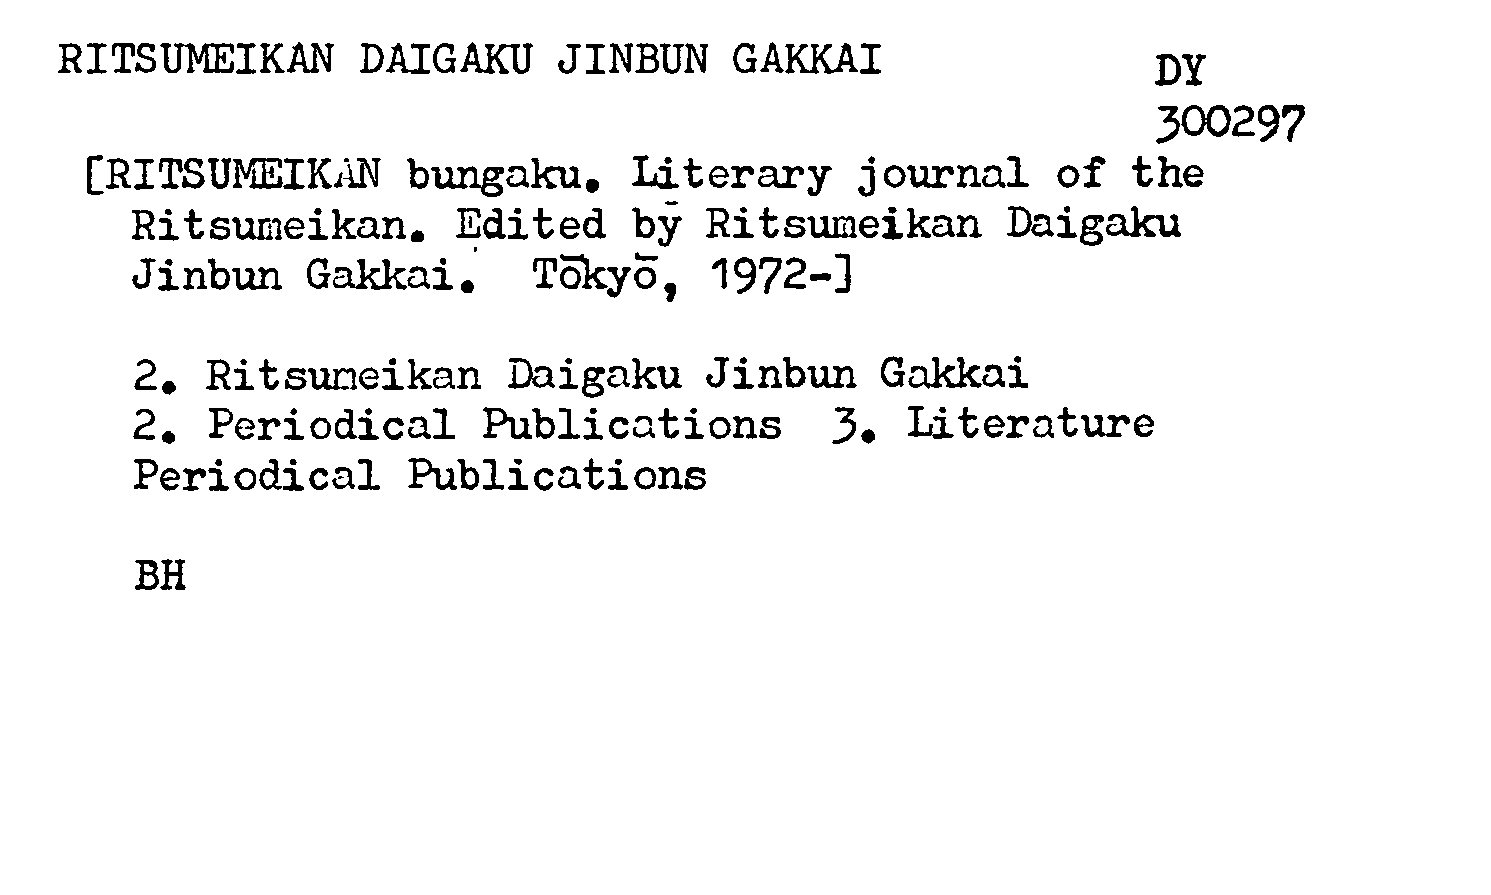 RITSUMEIKAN DAIGAKU JINBUN GAKKAI
DY
300297
[RITSUMEIKAN bungaku. Literary journal of the
Ritsumeikan. Edited by Ritsumeikan Daigaku
Jinbun Gakkai. Tōkyō, 1972-]
2. Ritsumeikan Daigaku Jinbun Gakkai
2. Periodical Publications 3. Literature
Periodical Publications
BH